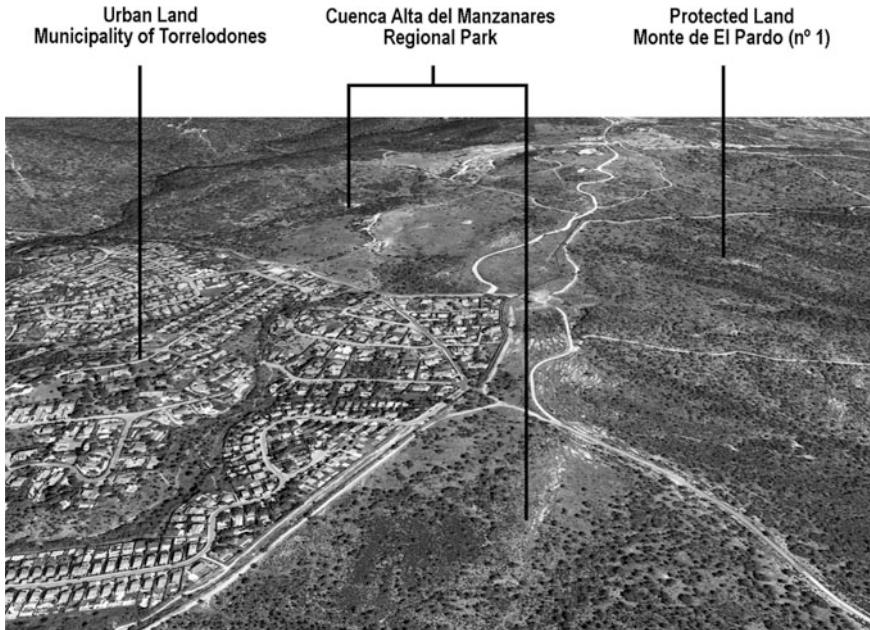 Urban Land
Municipality of Torrelodones
Cuenca Alta del Manzanares
Regional Park
Protected Land
Monte de El Pardo (nº 1)